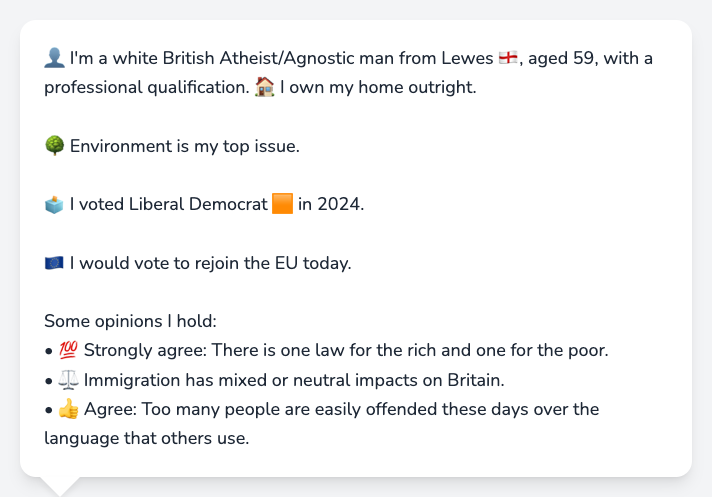 👤 I'm a white British Atheist/Agnostic man from Lewes 🏴󠁧󠁢󠁥󠁮󠁧󠁿, aged 59, with a
professional qualification. 🏠 I own my home outright.
🌳 Environment is my top issue.
🗳️ I voted Liberal Democrat 🟧 in 2024.
🇪🇺 I would vote to rejoin the EU today.
Some opinions I hold:
• 💯 Strongly agree: There is one law for the rich and one for the poor.
• ⚖️ Immigration has mixed or neutral impacts on Britain.
• 👍 Agree: Too many people are easily offended these days over the
language that others use.